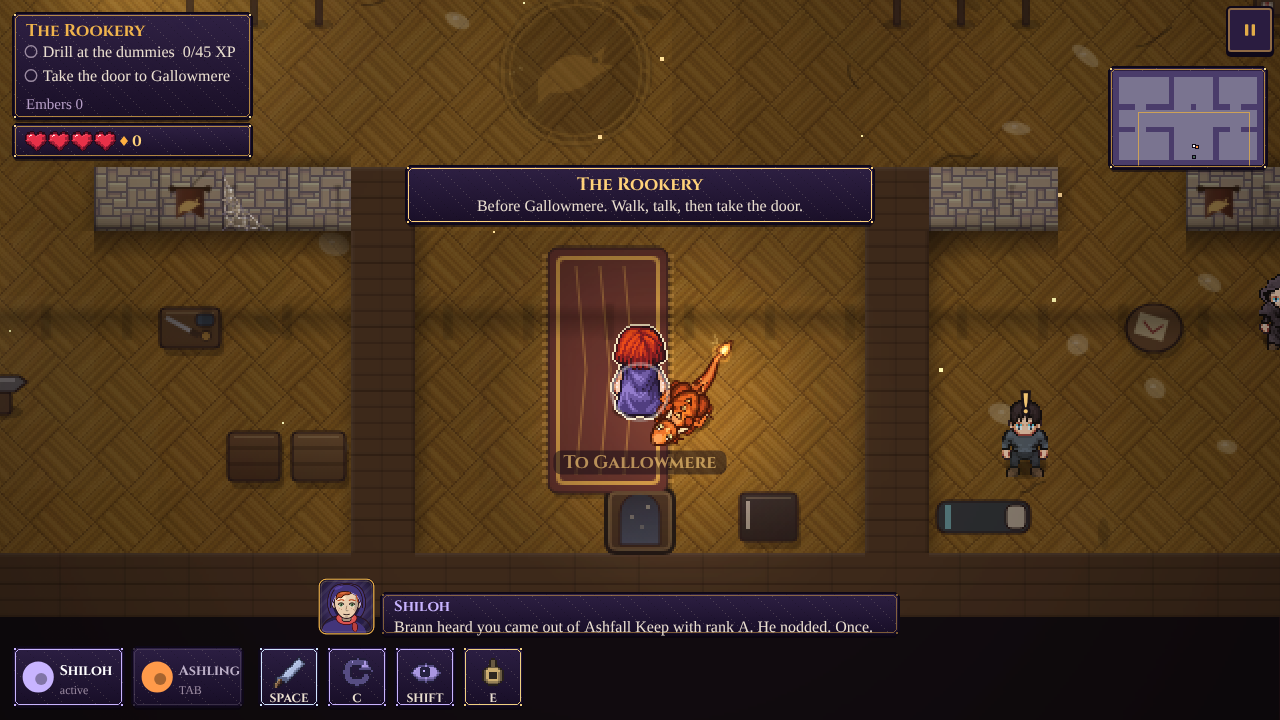 The Rookery
Drill at the dummies 0/45 XP
Take the door to Gallowmere
Embers 0
0
The Rookery
Before Gallowmere. Walk, talk, then take the door.
To Gallowmere
Shiloh
Brann heard you came out of Ashfall Keep with rank A. He nodded. Once.
Shiloh
active
Ashling
TAB
SPACE
C
SHIFT
E